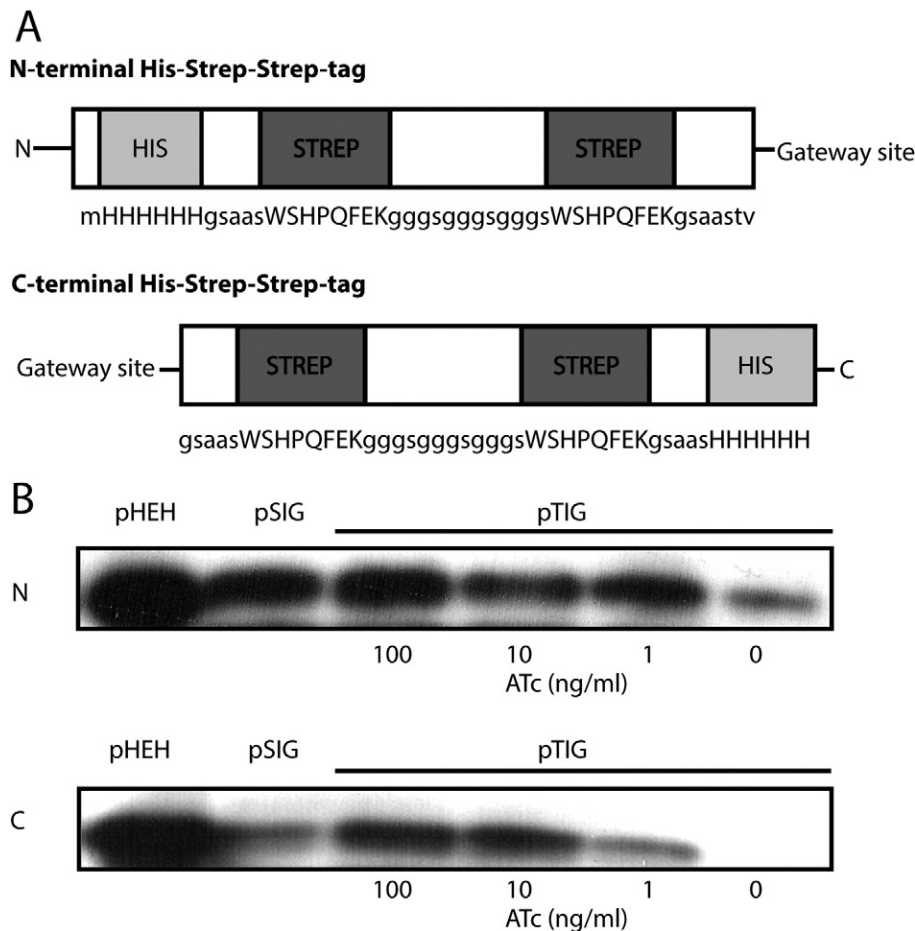 A
N-terminal His-Strep-Strep-tag
N HIS STREP STREP Gateway site
mHHHHHHgsaasWSHPQFEKgggsgggsgggsWSHPQFEKgsaastv
C-terminal His-Strep-Strep-tag
Gateway site STREP STREP HIS C
gsaasWSHPQFEKgggsgggsgggsWSHPQFEKgsaasHHHHHH
B
pHEH pSIG pTIG
N
100 10 1 0
ATc (ng/ml)
pHEH pSIG pTIG
C
100 10 1 0
ATc (ng/ml)